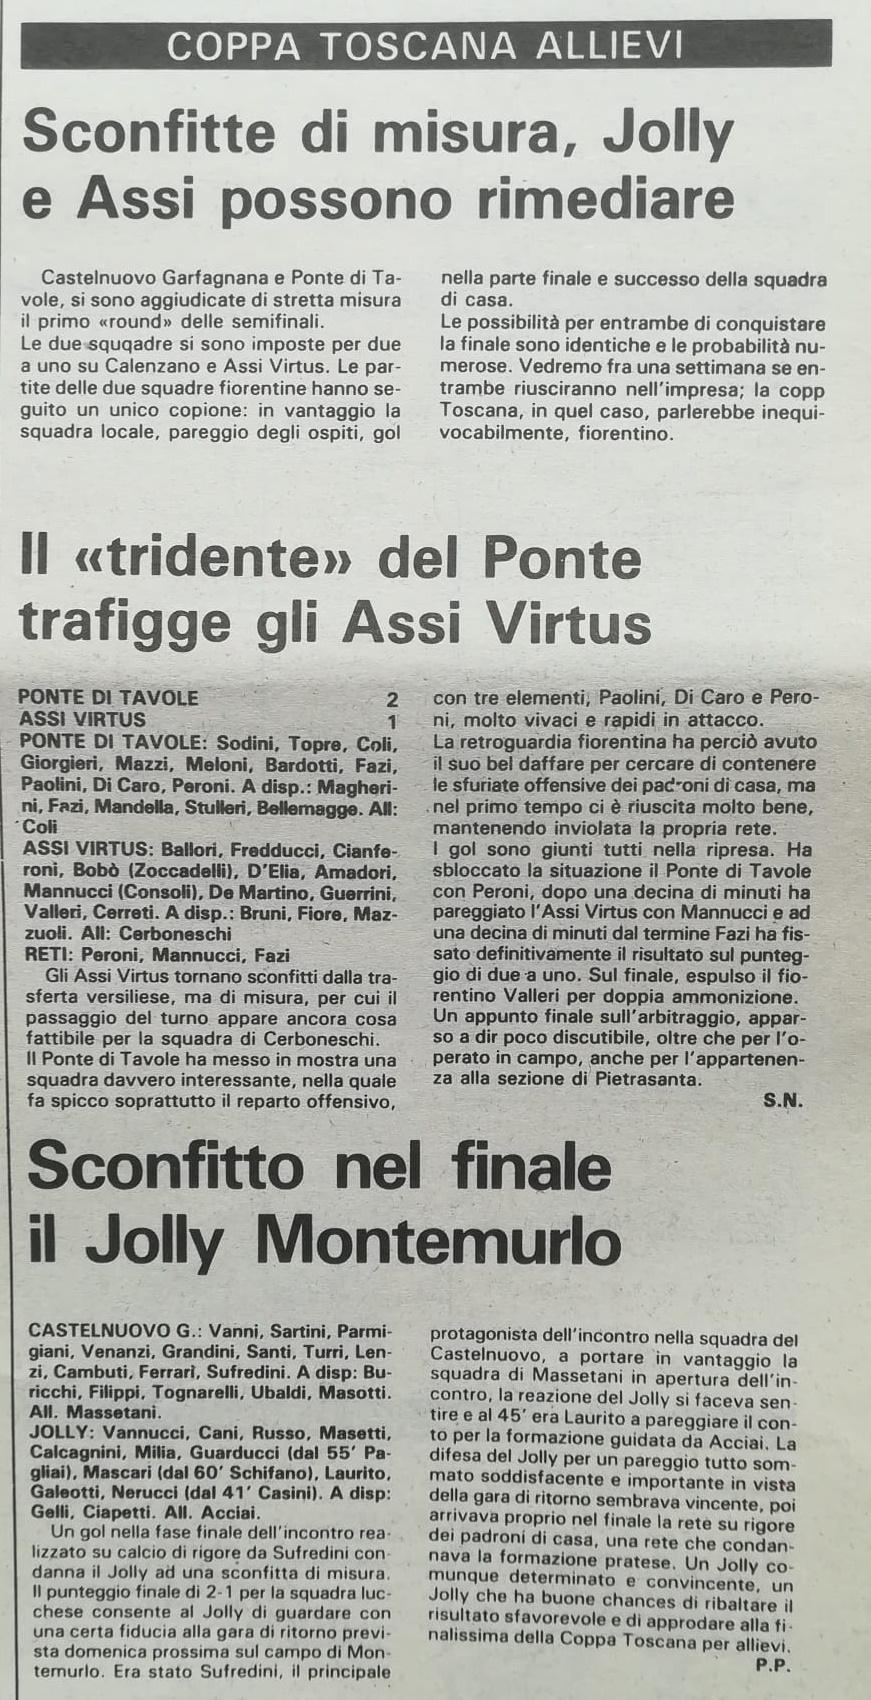 COPPA TOSCANA ALLIEVI
Sconfitte di misura, Jolly
e Assi possono rimediare
Castelnuovo Garfagnana e Ponte di Ta-
vole, si sono aggiudicate di stretta misura
il primo «round» delle semifinali.
Le due squqadre si sono imposte per due
a uno su Calenzano e Assi Virtus. Le par-
tite delle due squadre fiorentine hanno se-
guito un unico copione: in vantaggio la
squadra locale, pareggio degli ospiti, gol
nella parte finale e successo della squadra
di casa.
Le possibilità per entrambe di conquistare
la finale sono identiche e le probabilità nu-
merose. Vedremo fra una settimana se en-
trambe riusciranno nell'impresa; la copp
Toscana, in quel caso, parlerebbe inequi-
vocabilmente, fiorentino.
Il «tridente» del Ponte
trafigge gli Assi Virtus
PONTE DI TAVOLE 2
ASSI VIRTUS 1
PONTE DI TAVOLE: Sodini, Topre, Coli,
Giorgieri, Mazzi, Meloni, Bardotti, Fazi,
Paolini, Di Caro, Peroni. A disp.: Magheri-
ni, Fazi, Mandella, Stulleri, Bellemagge. All:
Coli
ASSI VIRTUS: Ballori, Fredducci, Cianfe-
roni, Bobò (Zoccadelli), D'Elia, Amadori,
Mannucci (Consoli), De Martino, Guerrini,
Valleri, Cerreti. A disp.: Bruni, Fiore, Maz-
zuoli. All: Cerboneschi
RETI: Peroni, Mannucci, Fazi
Gli Assi Virtus tornano sconfitti dalla tra-
sferta versiliese, ma di misura, per cui il
passaggio del turno appare ancora cosa
fattibile per la squadra di Cerboneschi.
Il Ponte di Tavole ha messo in mostra una
squadra davvero interessante, nella quale
fa spicco soprattutto il reparto offensivo,
con tre elementi, Paolini, Di Caro e Pero-
ni, molto vivaci e rapidi in attacco.
La retroguardia fiorentina ha perciò avuto
il suo bel daffare per cercare di contenere
le sfuriate offensive dei padroni di casa, ma
nel primo tempo ci è riuscita molto bene,
mantenendo inviolata la propria rete.
I gol sono giunti tutti nella ripresa. Ha
sbloccato la situazione il Ponte di Tavole
con Peroni, dopo una decina di minuti ha
pareggiato l'Assi Virtus con Mannucci e ad
una decina di minuti dal termine Fazi ha fis-
sato definitivamente il risultato sul punteg-
gio di due a uno. Sul finale, espulso il fio-
rentino Valleri per doppia ammonizione.
Un appunto finale sull'arbitraggio, appar-
so a dir poco discutibile, oltre che per l'o-
perato in campo, anche per l'appartenen-
za alla sezione di Pietrasanta.
S.N.
Sconfitto nel finale
il Jolly Montemurlo
CASTELNUOVO G.: Vanni, Sartini, Parmi-
giani, Venanzi, Grandini, Santi, Turri, Len-
zi, Cambuti, Ferrari, Sufredini. A disp: Bu-
ricchi, Filippi, Tognarelli, Ubaldi, Masotti.
All. Massetani.
JOLLY: Vannucci, Cani, Russo, Masetti,
Calcagnini, Milia, Guarducci (dal 55' Pa-
gliai), Mascari (dal 60' Schifano), Laurito,
Galeotti, Nerucci (dal 41' Casini). A disp:
Gelli, Ciapetti. All. Acciai.
Un gol nella fase finale dell'incontro rea-
lizzato su calcio di rigore da Sufredini con-
danna il Jolly ad una sconfitta di misura.
Il punteggio finale di 2-1 per la squadra luc-
chese consente al Jolly di guardare con
una certa fiducia alla gara di ritorno previ-
sta domenica prossima sul campo di Mon-
temurlo. Era stato Sufredini, il principale
protagonista dell'incontro nella squadra del
Castelnuovo, a portare in vantaggio la
squadra di Massetani in apertura dell'in-
contro, la reazione del Jolly si faceva sen-
tire e al 45' era Laurito a pareggiare il con-
to per la formazione guidata da Acciai. La
difesa del Jolly per un pareggio tutto som-
mato soddisfacente e importante in vista
della gara di ritorno sembrava vincente, poi
arrivava proprio nel finale la rete su rigore
dei padroni di casa, una rete che condan-
nava la formazione pratese. Un Jolly co-
munque determinato e convincente, un
Jolly che ha buone chances di ribaltare il
risultato sfavorevole e di approdare alla fi-
nalissima della Coppa Toscana per allievi.
P.P.